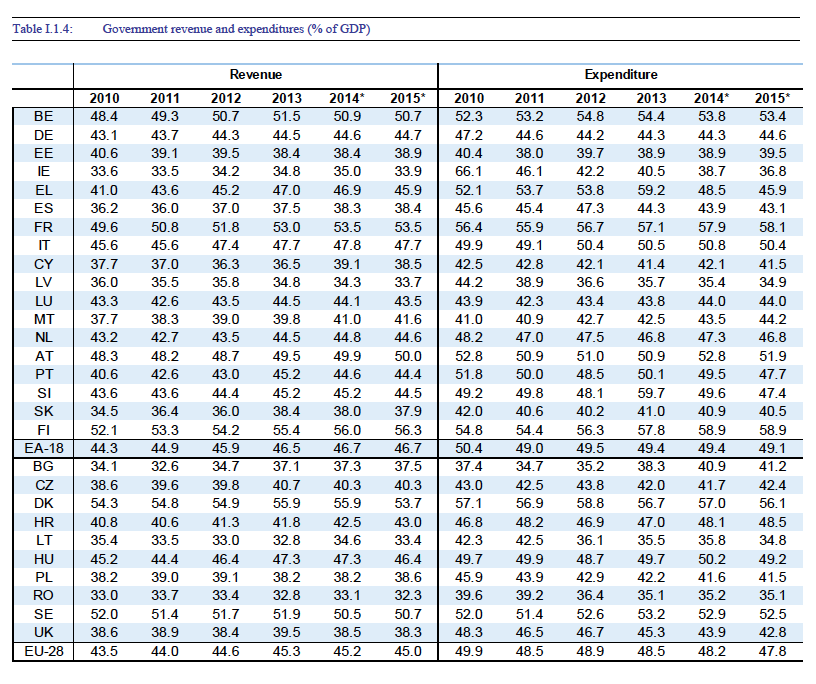 Table I.1.4: Government revenue and expenditures (% of GDP)
Revenue Expenditure
2010 2011 2012 2013 2014* 2015* 2010 2011 2012 2013 2014* 2015*
BE 48.4 49.3 50.7 51.5 50.9 50.7 52.3 53.2 54.8 54.4 53.8 53.4
DE 43.1 43.7 44.3 44.5 44.6 44.7 47.2 44.6 44.2 44.3 44.3 44.6
EE 40.6 39.1 39.5 38.4 38.4 38.9 40.4 38.0 39.7 38.9 38.9 39.5
IE 33.6 33.5 34.2 34.8 35.0 33.9 66.1 46.1 42.2 40.5 38.7 36.8
EL 41.0 43.6 45.2 47.0 46.9 45.9 52.1 53.7 53.8 59.2 48.5 45.9
ES 36.2 36.0 37.0 37.5 38.3 38.4 45.6 45.4 47.3 44.3 43.9 43.1
FR 49.6 50.8 51.8 53.0 53.5 53.5 56.4 55.9 56.7 57.1 57.9 58.1
IT 45.6 45.6 47.4 47.7 47.8 47.7 49.9 49.1 50.4 50.5 50.8 50.4
CY 37.7 37.0 36.3 36.5 39.1 38.5 42.5 42.8 42.1 41.4 42.1 41.5
LV 36.0 35.5 35.8 34.8 34.3 33.7 44.2 38.9 36.6 35.7 35.4 34.9
LU 43.3 42.6 43.5 44.5 44.1 43.5 43.9 42.3 43.4 43.8 44.0 44.0
MT 37.7 38.3 39.0 39.8 41.0 41.6 41.0 40.9 42.7 42.5 43.5 44.2
NL 43.2 42.7 43.5 44.5 44.8 44.6 48.2 47.0 47.5 46.8 47.3 46.8
AT 48.3 48.2 48.7 49.5 49.9 50.0 52.8 50.9 51.0 50.9 52.8 51.9
PT 40.6 42.6 43.0 45.2 44.6 44.4 51.8 50.0 48.5 50.1 49.5 47.7
SI 43.6 43.6 44.4 45.2 45.2 44.5 49.2 49.8 48.1 59.7 49.6 47.4
SK 34.5 36.4 36.0 38.4 38.0 37.9 42.0 40.6 40.2 41.0 40.9 40.5
FI 52.1 53.3 54.2 55.4 56.0 56.3 54.8 54.4 56.3 57.8 58.9 58.9
EA-18 44.3 44.9 45.9 46.5 46.7 46.7 50.4 49.0 49.5 49.4 49.4 49.1
BG 34.1 32.6 34.7 37.1 37.3 37.5 37.4 34.7 35.2 38.3 40.9 41.2
CZ 38.6 39.6 39.8 40.7 40.3 40.3 43.0 42.5 43.8 42.0 41.7 42.4
DK 54.3 54.8 54.9 55.9 55.9 53.7 57.1 56.9 58.8 56.7 57.0 56.1
HR 40.8 40.6 41.3 41.8 42.5 43.0 46.8 48.2 46.9 47.0 48.1 48.5
LT 35.4 33.5 33.0 32.8 34.6 33.4 42.3 42.5 36.1 35.5 35.8 34.8
HU 45.2 44.4 46.4 47.3 47.3 46.4 49.7 49.9 48.7 49.7 50.2 49.2
PL 38.2 39.0 39.1 38.2 38.2 38.6 45.9 43.9 42.9 42.2 41.6 41.5
RO 33.0 33.7 33.4 32.8 33.1 32.3 39.6 39.2 36.4 35.1 35.2 35.1
SE 52.0 51.4 51.7 51.9 50.5 50.7 52.0 51.4 52.6 53.2 52.9 52.5
UK 38.6 38.9 38.4 39.5 38.5 38.3 48.3 46.5 46.7 45.3 43.9 42.8
EU-28 43.5 44.0 44.6 45.3 45.2 45.0 49.9 48.5 48.9 48.5 48.2 47.8